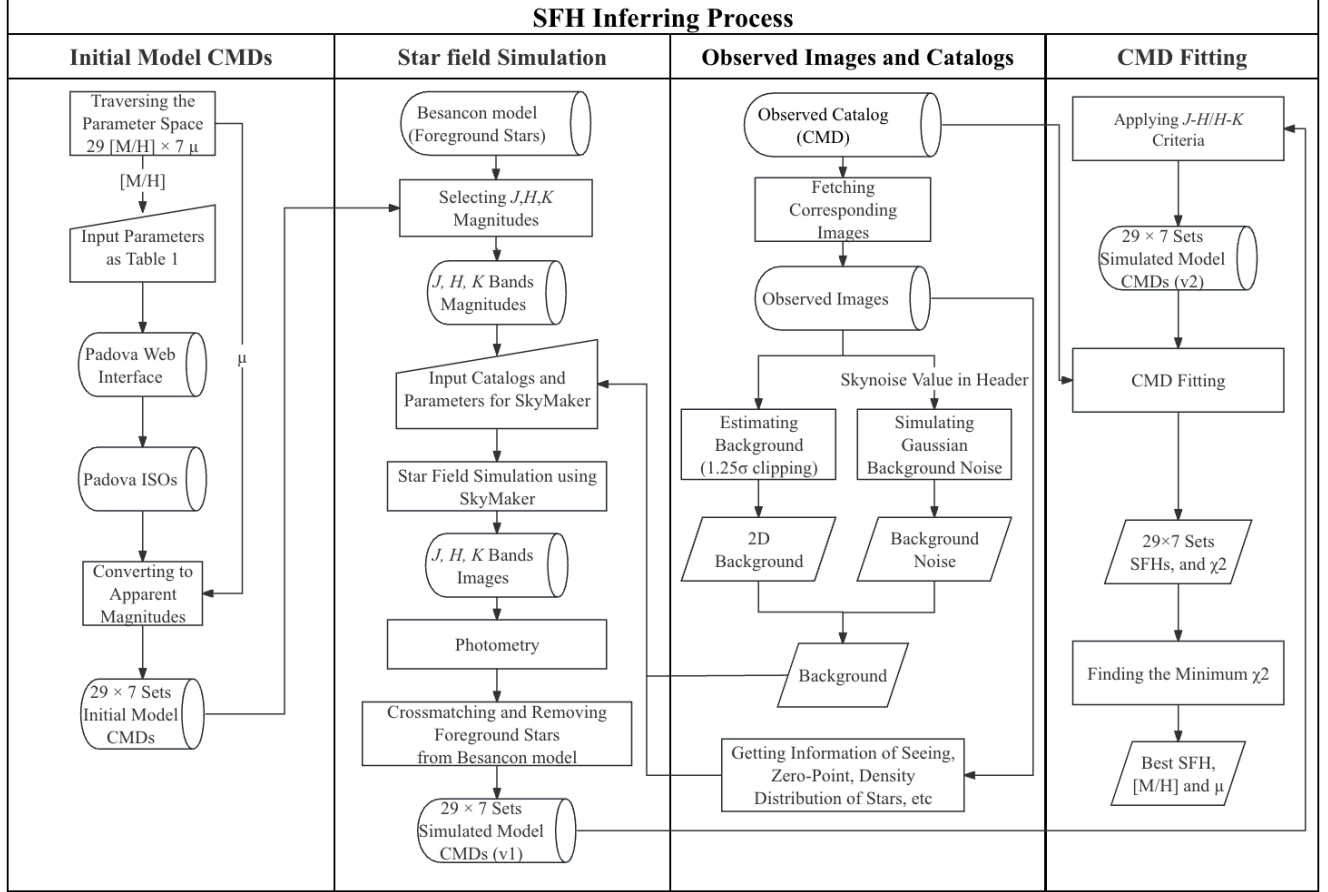 SFH Inferring Process
Initial Model CMDs
Traversing the
Parameter Space
29 [M/H] × 7 μ
[M/H]
Input Parameters
as Table 1
μ
Padova Web
Interface
Padova ISOs
Converting to
Apparent
Magnitudes
29 × 7 Sets
Initial Model
CMDs
Star field Simulation
Besancon model
(Foreground Stars)
Selecting J,H,K
Magnitudes
J, H, K Bands
Magnitudes
Input Catalogs and
Parameters for SkyMaker
Star Field Simulation using
SkyMaker
J, H, K Bands
Images
Photometry
Crossmatching and Removing
Foreground Stars
from Besancon model
29 × 7 Sets
Simulated Model
CMDs (v1)
Observed Images and Catalogs
Observed Catalog
(CMD)
Fetching
Corresponding
Images
Observed Images
Skynoise Value in Header
Estimating
Background
(1.25σ clipping)
Simulating
Gaussian
Background Noise
2D
Background
Background
Noise
Background
Getting Information of Seeing,
Zero-Point, Density
Distribution of Stars, etc
CMD Fitting
Applying J-H/H-K
Criteria
29 × 7 Sets
Simulated Model
CMDs (v2)
CMD Fitting
29×7 Sets
SFHs, and χ2
Finding the Minimum χ2
Best SFH,
[M/H] and μ